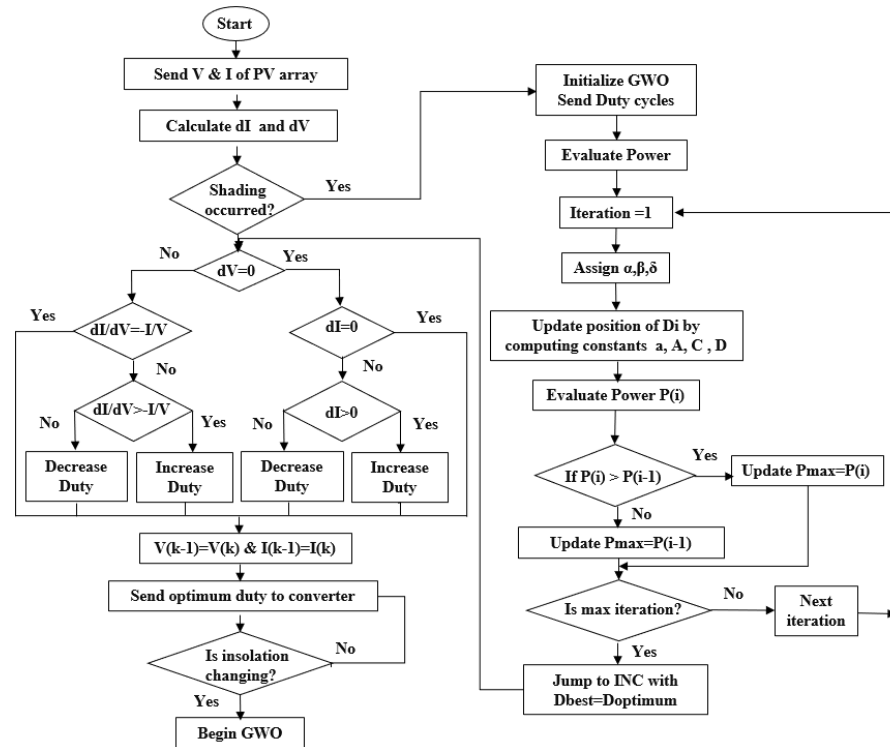 Start
Send V & I of PV array
Calculate dI and dV
Shading
occurred?
Yes
No
dV=0
Yes
No
dI/dV=-I/V
Yes
No
dI/dV>-I/V
No
Yes
Decrease
Duty
Increase
Duty
dI=0
Yes
No
dI>0
No
Yes
Decrease
Duty
Increase
Duty
V(k-1)=V(k) & I(k-1)=I(k)
Send optimum duty to converter
Is insolation
changing?
No
Yes
Begin GWO
Initialize GWO
Send Duty cycles
Evaluate Power
Iteration =1
Assign α,β,δ
Update position of Di by
computing constants a, A, C , D
Evaluate Power P(i)
If P(i) > P(i-1)
Yes
Update Pmax=P(i)
No
Update Pmax=P(i-1)
Is max iteration?
No
Next
iteration
Yes
Jump to INC with
Dbest=Doptimum